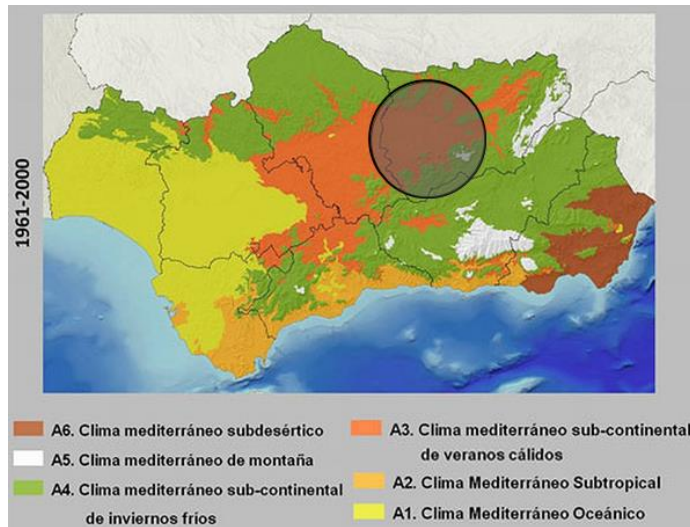 1961-2000
A6. Clima mediterráneo subdesértico
A5. Clima mediterráneo de montaña
A4. Clima mediterráneo sub-continental
de inviernos frios
A3. Clima mediterráneo sub-continental
de veranos cálidos
A2. Clima Mediterráneo Subtropical
A1. Clima Mediterráneo Oceánico